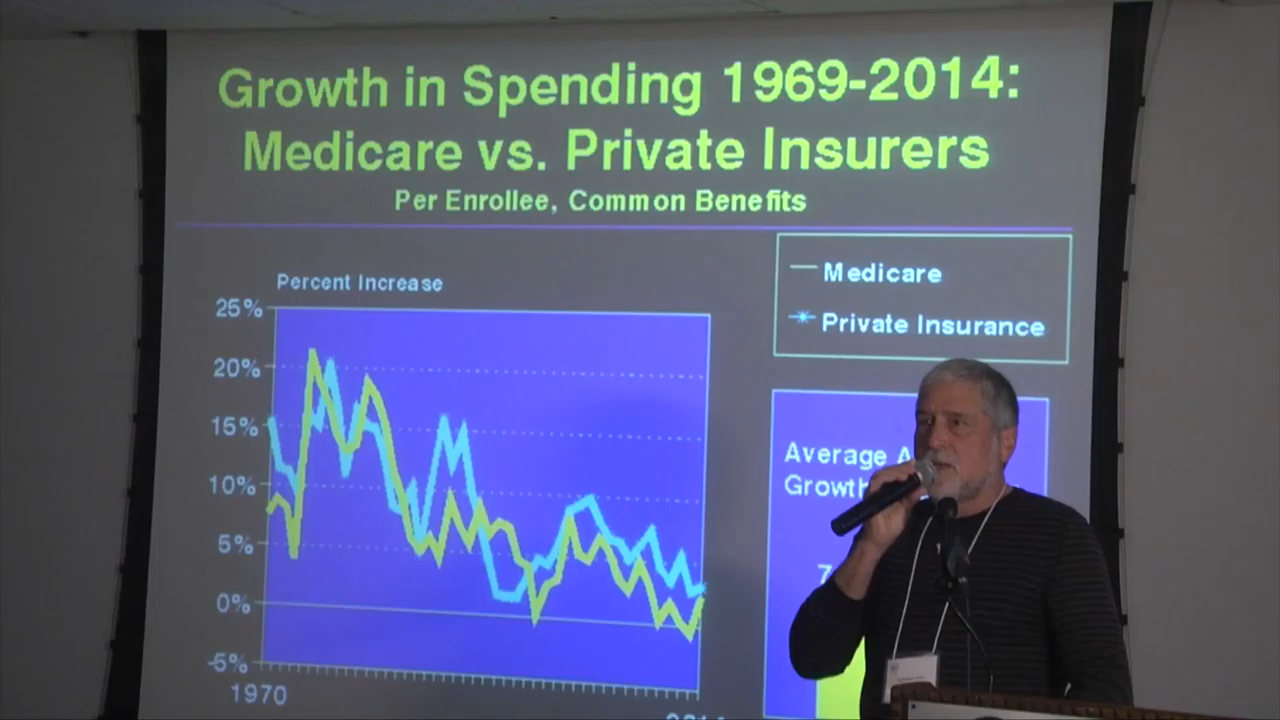 Growth in Spending 1969-2014:
Medicare vs. Private Insurers
Per Enrollee, Common Benefits
Medicare
Private Insurance
Percent Increase
25%
20%
15%
10%
5%
0%
-5%
1970
Average
Growth